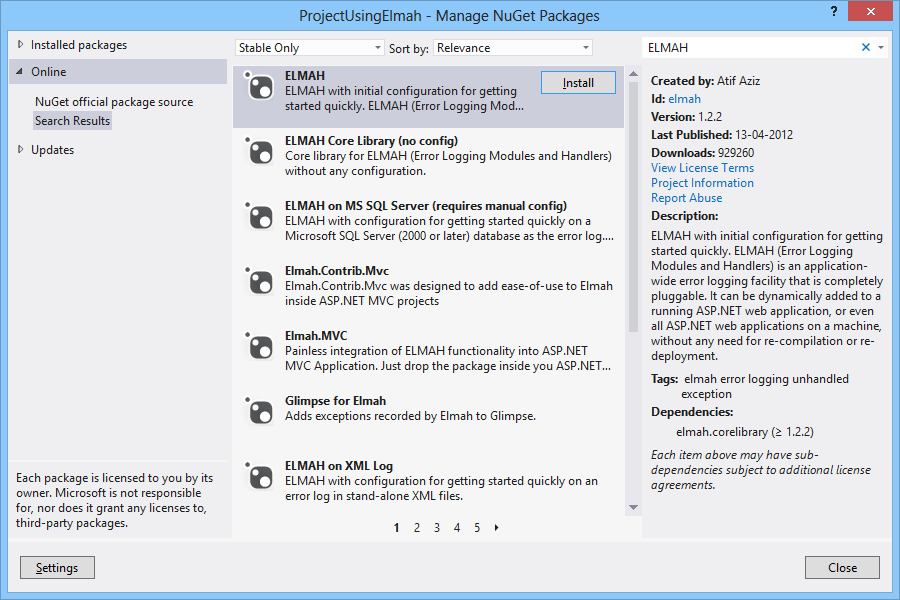 ProjectUsingElmah - Manage NuGet Packages
?
Installed packages
Online
NuGet official package source
Search Results
Updates
Each package is licensed to you by its
owner. Microsoft is not responsible
for, nor does it grant any licenses to,
third-party packages.
Stable Only
Sort by:
Relevance
ELMAH
Install
ELMAH with initial configuration for getting
started quickly. ELMAH (Error Logging Mod...
ELMAH Core Library (no config)
Core library for ELMAH (Error Logging Modules and Handlers)
without any configuration.
ELMAH on MS SQL Server (requires manual config)
ELMAH with configuration for getting started quickly on a
Microsoft SQL Server (2000 or later) database as the error log....
Elmah.Contrib.Mvc
Elmah.Contrib.Mvc was designed to add ease-of-use to Elmah
inside ASP.NET MVC projects
Elmah.MVC
Painless integration of ELMAH functionality into ASP.NET
MVC Application. Just drop the package inside you ASP.NET...
Glimpse for Elmah
Adds exceptions recorded by Elmah to Glimpse.
ELMAH on XML Log
ELMAH with configuration for getting started quickly on an
error log in stand-alone XML files.
1 2 3 4 5
ELMAH
Created by: Atif Aziz
Id: elmah
Version: 1.2.2
Last Published: 13-04-2012
Downloads: 929260
View License Terms
Project Information
Report Abuse
Description:
ELMAH with initial configuration for getting
started quickly. ELMAH (Error Logging
Modules and Handlers) is an application-
wide error logging facility that is completely
pluggable. It can be dynamically added to a
running ASP.NET web application, or even
all ASP.NET web applications on a machine,
without any need for re-compilation or re-
deployment.
Tags: elmah error logging unhandled
exception
Dependencies:
elmah.corelibrary (≥ 1.2.2)
Each item above may have sub-
dependencies subject to additional license
agreements.
Settings
Close